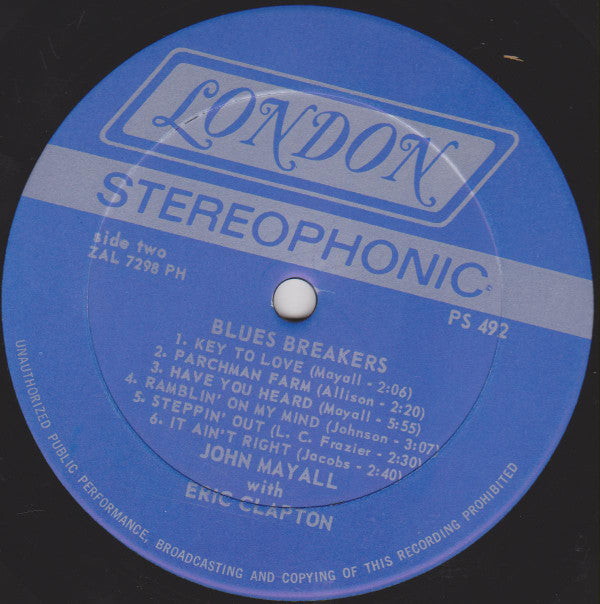 LONDON
STEREOPHONIC
side two
ZAL 7298 PH
PS 492
BLUES BREAKERS
1. KEY TO LOVE (Mayall - 2:06)
2. PARCHMAN FARM (Allison - 2:20)
3. HAVE YOU HEARD (Mayall - 5:55)
4. RAMBLIN' ON MY MIND (Johnson - 3:07)
5. STEPPIN' OUT (L. C. Frazier - 2:30)
6. IT AIN'T RIGHT (Jacobs - 2:40)
JOHN MAYALL
with
ERIC CLAPTON
UNAUTHORIZED PUBLIC PERFORMANCE, BROADCASTING AND COPYING OF THIS RECORDING PROHIBITED